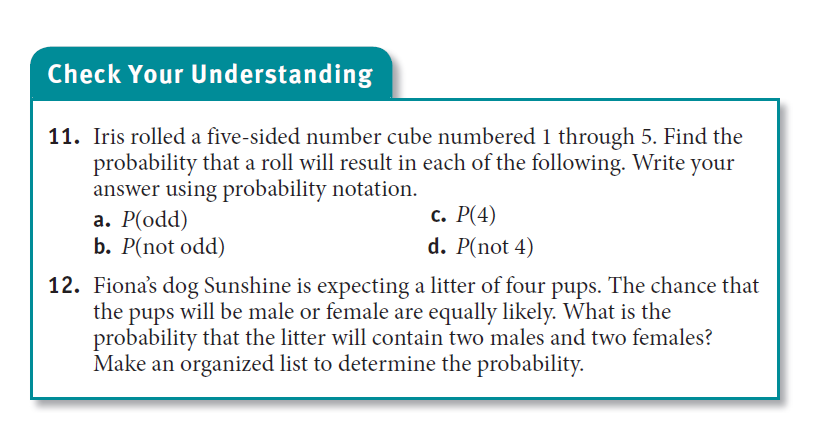 Check Your Understanding
11. Iris rolled a five-sided number cube numbered 1 through 5. Find the
probability that a roll will result in each of the following. Write your
answer using probability notation.
a. P(odd)
c. P(4)
b. P(not odd)
d. P(not 4)
12. Fiona’s dog Sunshine is expecting a litter of four pups. The chance that
the pups will be male or female are equally likely. What is the
probability that the litter will contain two males and two females?
Make an organized list to determine the probability.